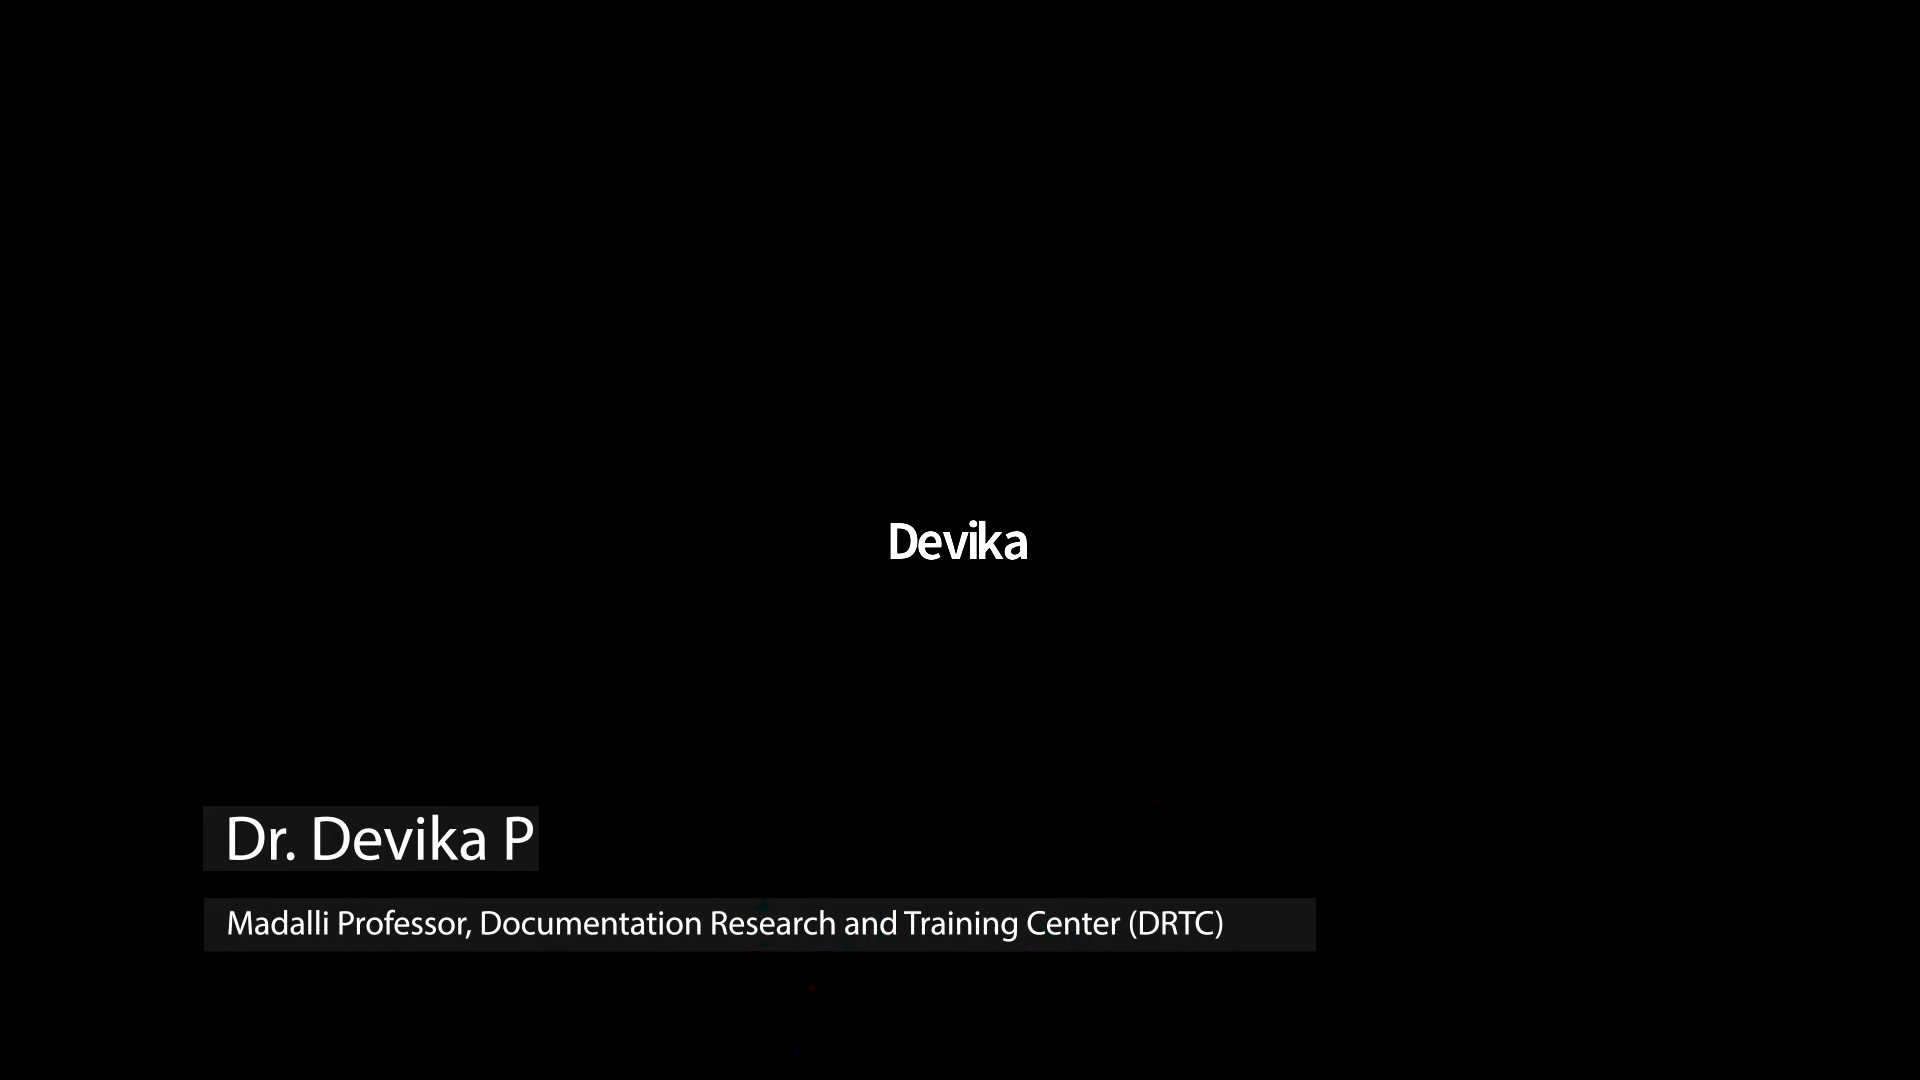 Devika
Dr. Devika P
Madalli Professor, Documentation Research and Training Center (DRTC)